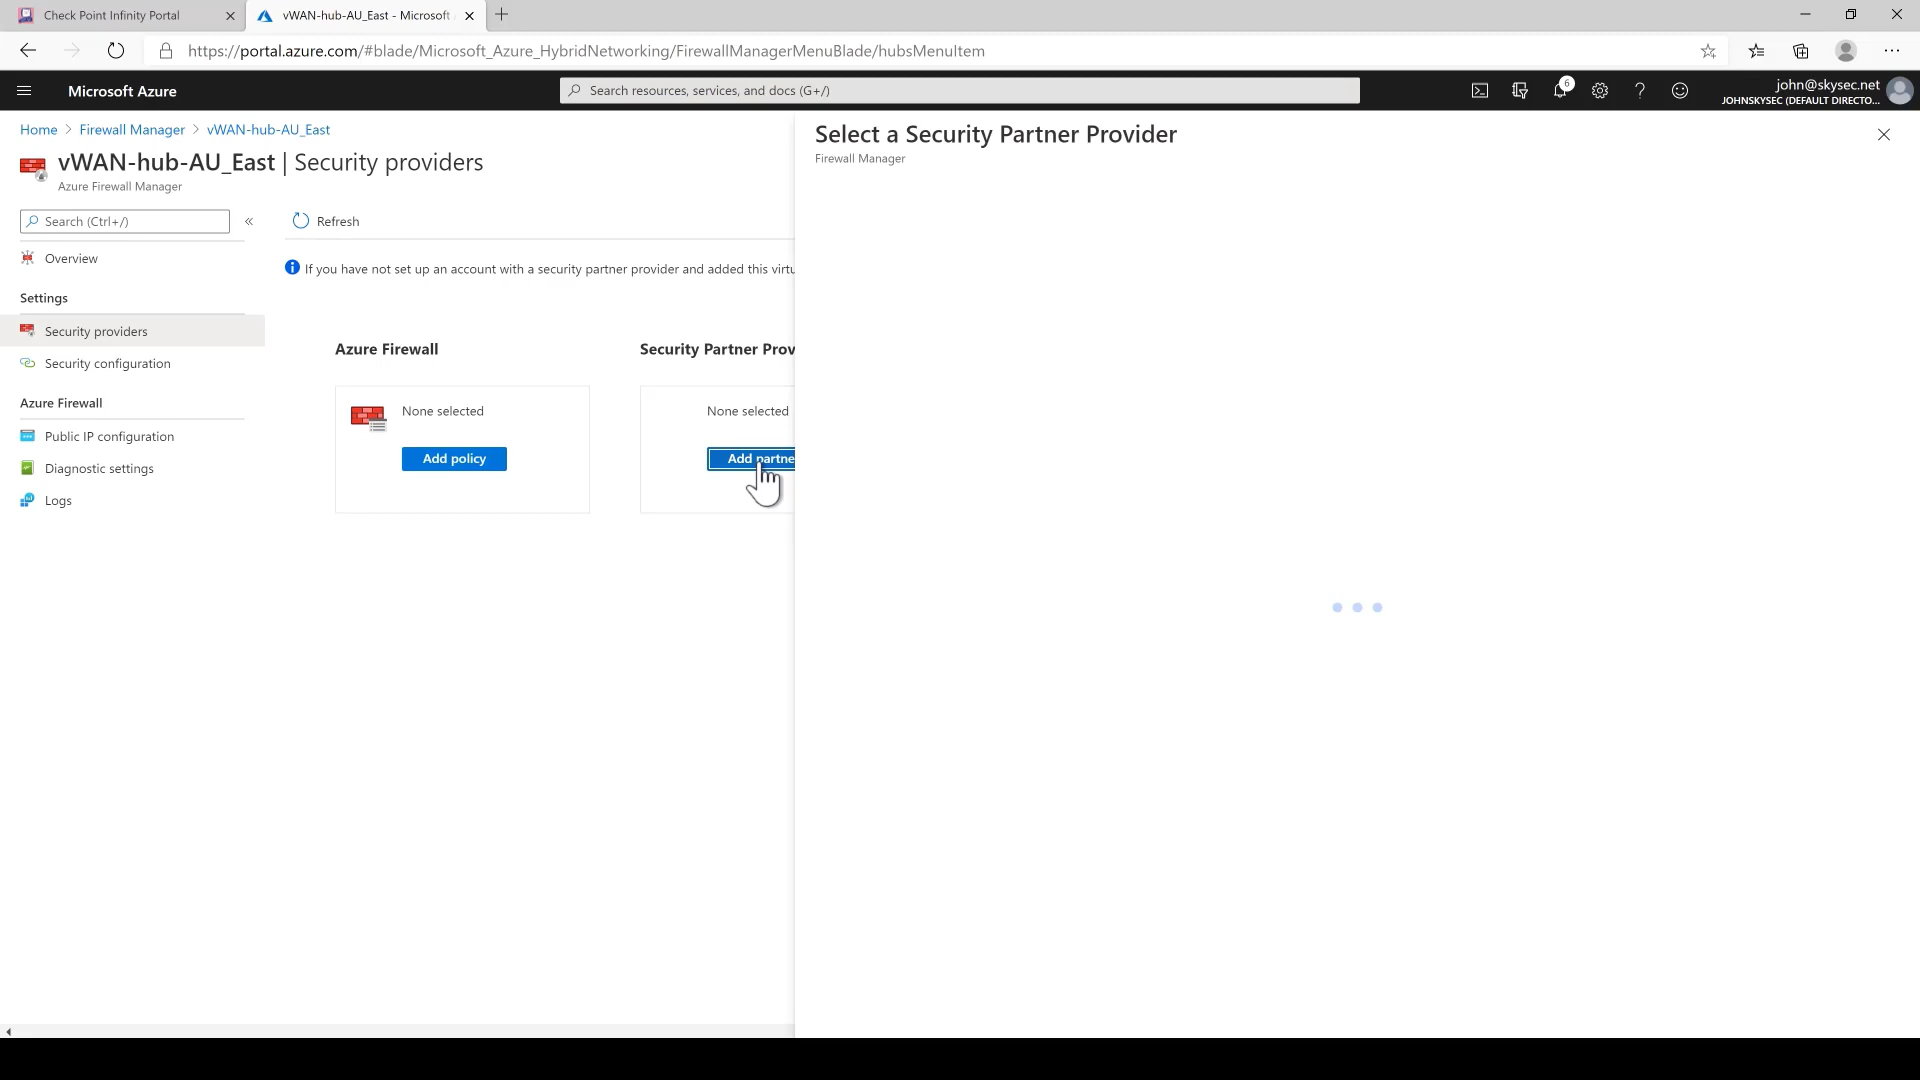 Check Point Infinity Portal
vWAN-hub-AU_East - Microsoft
https://portal.azure.com/#blade/Microsoft_Azure_HybridNetworking/FirewallManagerMenuBlade/hubsMenuItem
Microsoft Azure
Search resources, services, and docs (G+/)
6
john@skysec.net
JOHNSKYSEC (DEFAULT DIRECTO...
Home > Firewall Manager > vWAN-hub-AU_East
vWAN-hub-AU_East | Security providers
Azure Firewall Manager
Search (Ctrl+/)
«
Overview
Settings
Security providers
Security configuration
Azure Firewall
Public IP configuration
Diagnostic settings
Logs
Refresh
If you have not set up an account with a security partner provider and added this virtu
Azure Firewall
None selected
Add policy
Security Partner Prov
None selected
Add partne
Select a Security Partner Provider
Firewall Manager